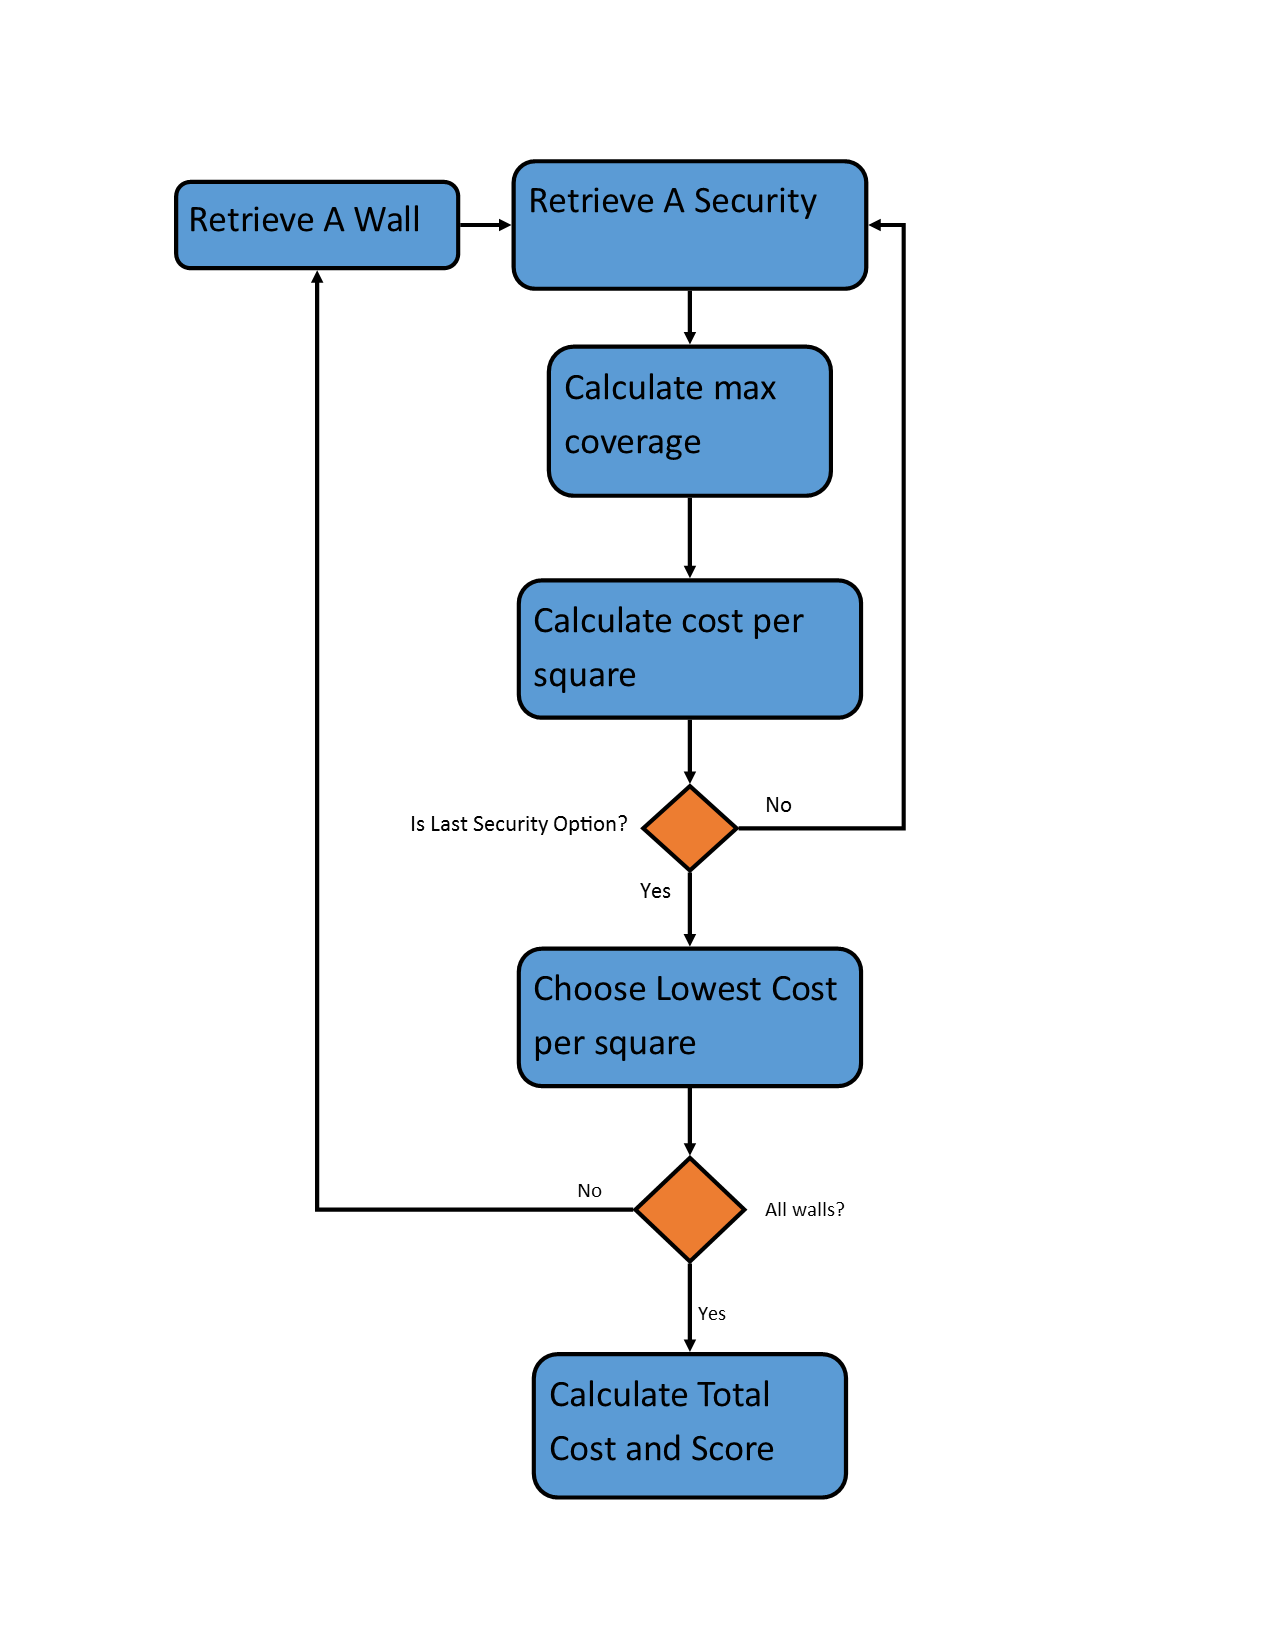 Retrieve A Wall
Retrieve A Security
Calculate max
coverage
Calculate cost per
square
Is Last Security Option?
No
Yes
Choose Lowest Cost
per square
No
All walls?
Yes
Calculate Total
Cost and Score